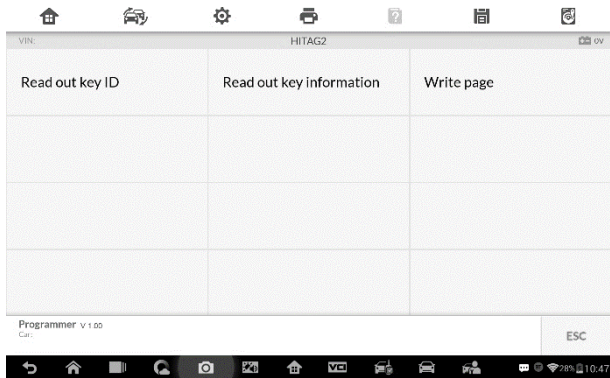 VIN: HITAG2 0V
Read out key ID Read out key information Write page
Programmer V 1.00
Car:
ESC
VCI 28% 10:47